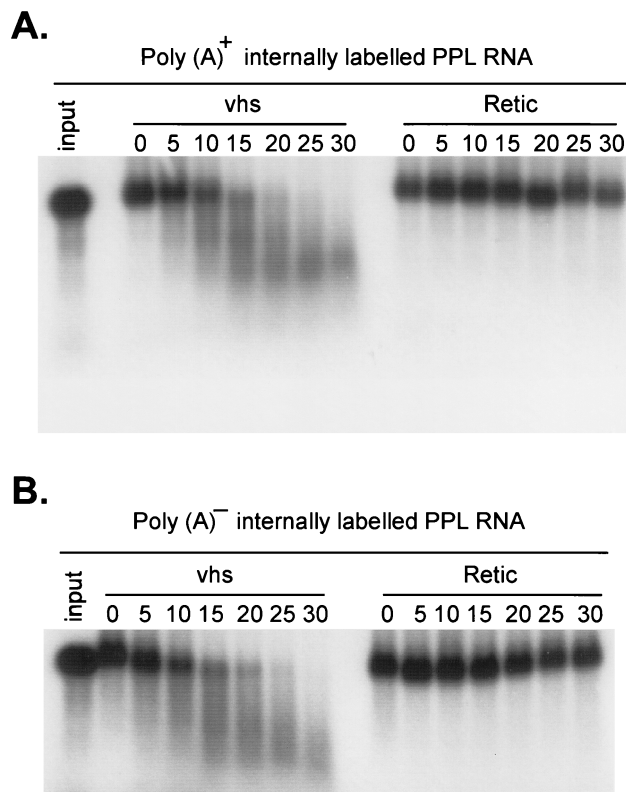 A.
Poly (A)+ internally labelled PPL RNA
input vhs Retic
0 5 10 15 20 25 30 0 5 10 15 20 25 30
B.
Poly (A)− internally labelled PPL RNA
input vhs Retic
0 5 10 15 20 25 30 0 5 10 15 20 25 30